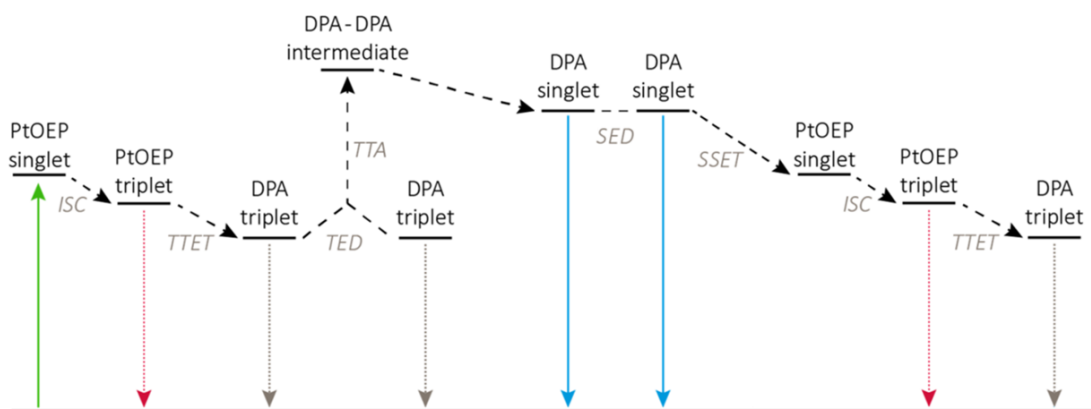 DPA - DPA
intermediate
DPA
singlet
DPA
singlet
PtOEP
singlet
PtOEP
triplet
DPA
triplet
DPA
triplet
PtOEP
singlet
PtOEP
triplet
DPA
triplet
ISC
TTET
TED
TTA
SED
SSET
ISC
TTET